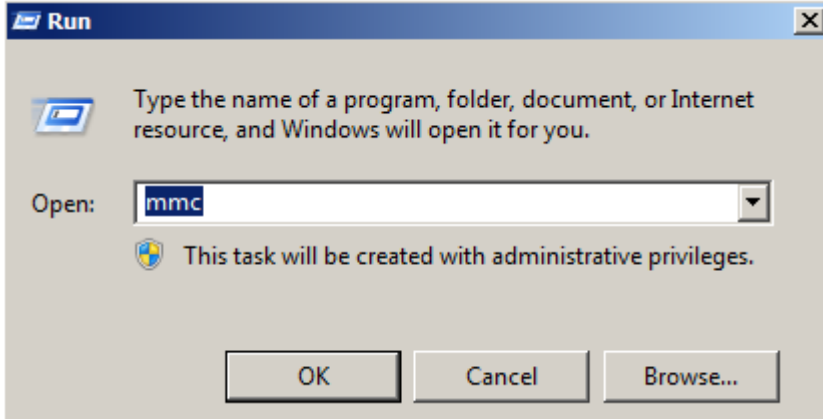 Run
Type the name of a program, folder, document, or Internet
resource, and Windows will open it for you.
Open: mmc
This task will be created with administrative privileges.
OK Cancel Browse...